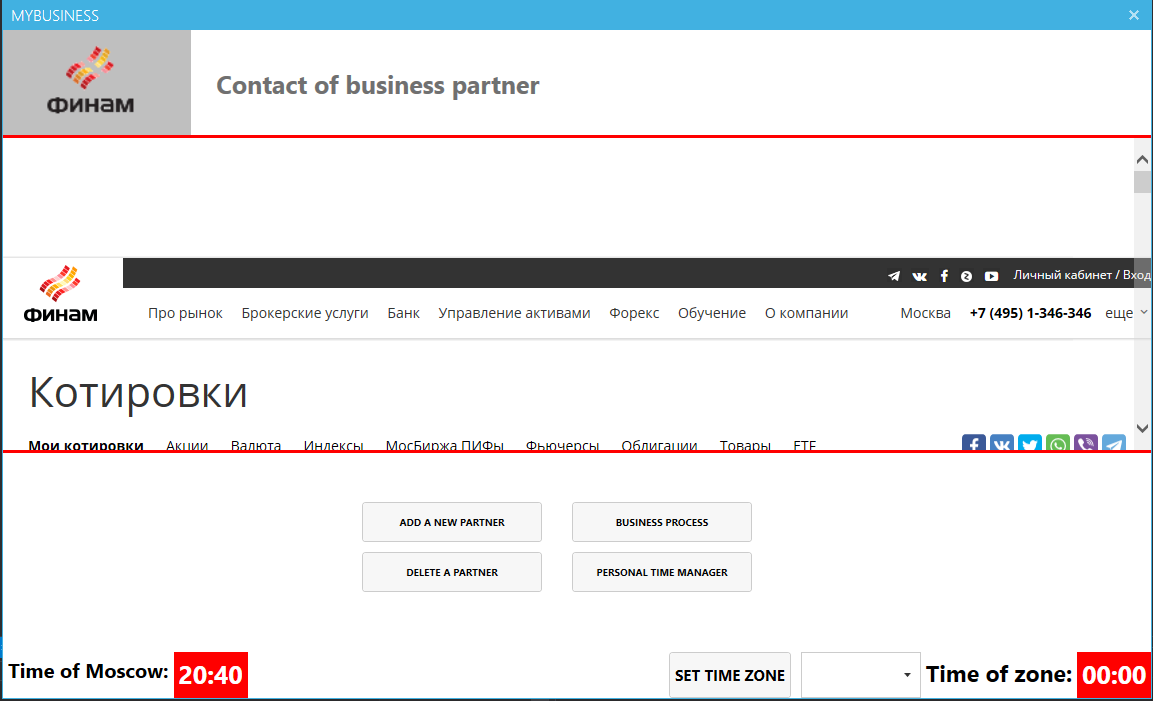 MYBUSINESS
ФИНАМ
Contact of business partner
Личный кабинет / Вход
ФИНАМ
Про рынок Брокерские услуги Банк Управление активами Форекс Обучение О компании Москва +7 (495) 1-346-346 еще
Котировки
Мои котировки Акции Валюта Индексы МосБиржа ПИФы Фьючерсы Облигации Товары ETF
ADD A NEW PARTNER BUSINESS PROCESS
DELETE A PARTNER PERSONAL TIME MANAGER
Time of Moscow: 20:40 SET TIME ZONE Time of zone: 00:00